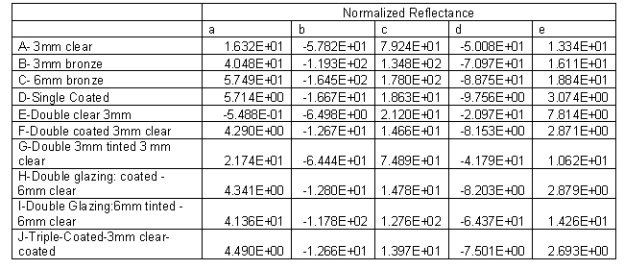 Normalized Reflectance
a b c d e
A- 3mm clear 1.632E+01 -5.782E+01 7.924E+01 -5.008E+01 1.334E+01
B- 3mm bronze 4.048E+01 -1.193E+02 1.348E+02 -7.097E+01 1.611E+01
C- 6mm bronze 5.749E+01 -1.645E+02 1.780E+02 -8.875E+01 1.884E+01
D-Single Coated 5.714E+00 -1.667E+01 1.863E+01 -9.756E+00 3.074E+00
E-Double clear 3mm -5.488E-01 -6.498E+00 2.120E+01 -2.097E+01 7.814E+00
F-Double coated 3mm clear 4.290E+00 -1.267E+01 1.466E+01 -8.153E+00 2.871E+00
G-Double 3mm tinted 3 mm
clear 2.174E+01 -6.444E+01 7.489E+01 -4.179E+01 1.062E+01
H-Double glazing: coated -
6mm clear 4.341E+00 -1.280E+01 1.478E+01 -8.203E+00 2.879E+00
I-Double Glazing:6mm tinted -
6mm clear 4.136E+01 -1.178E+02 1.276E+02 -6.437E+01 1.426E+01
J-Triple-Coated-3mm clear-
coated 4.490E+00 -1.266E+01 1.397E+01 -7.501E+00 2.693E+00